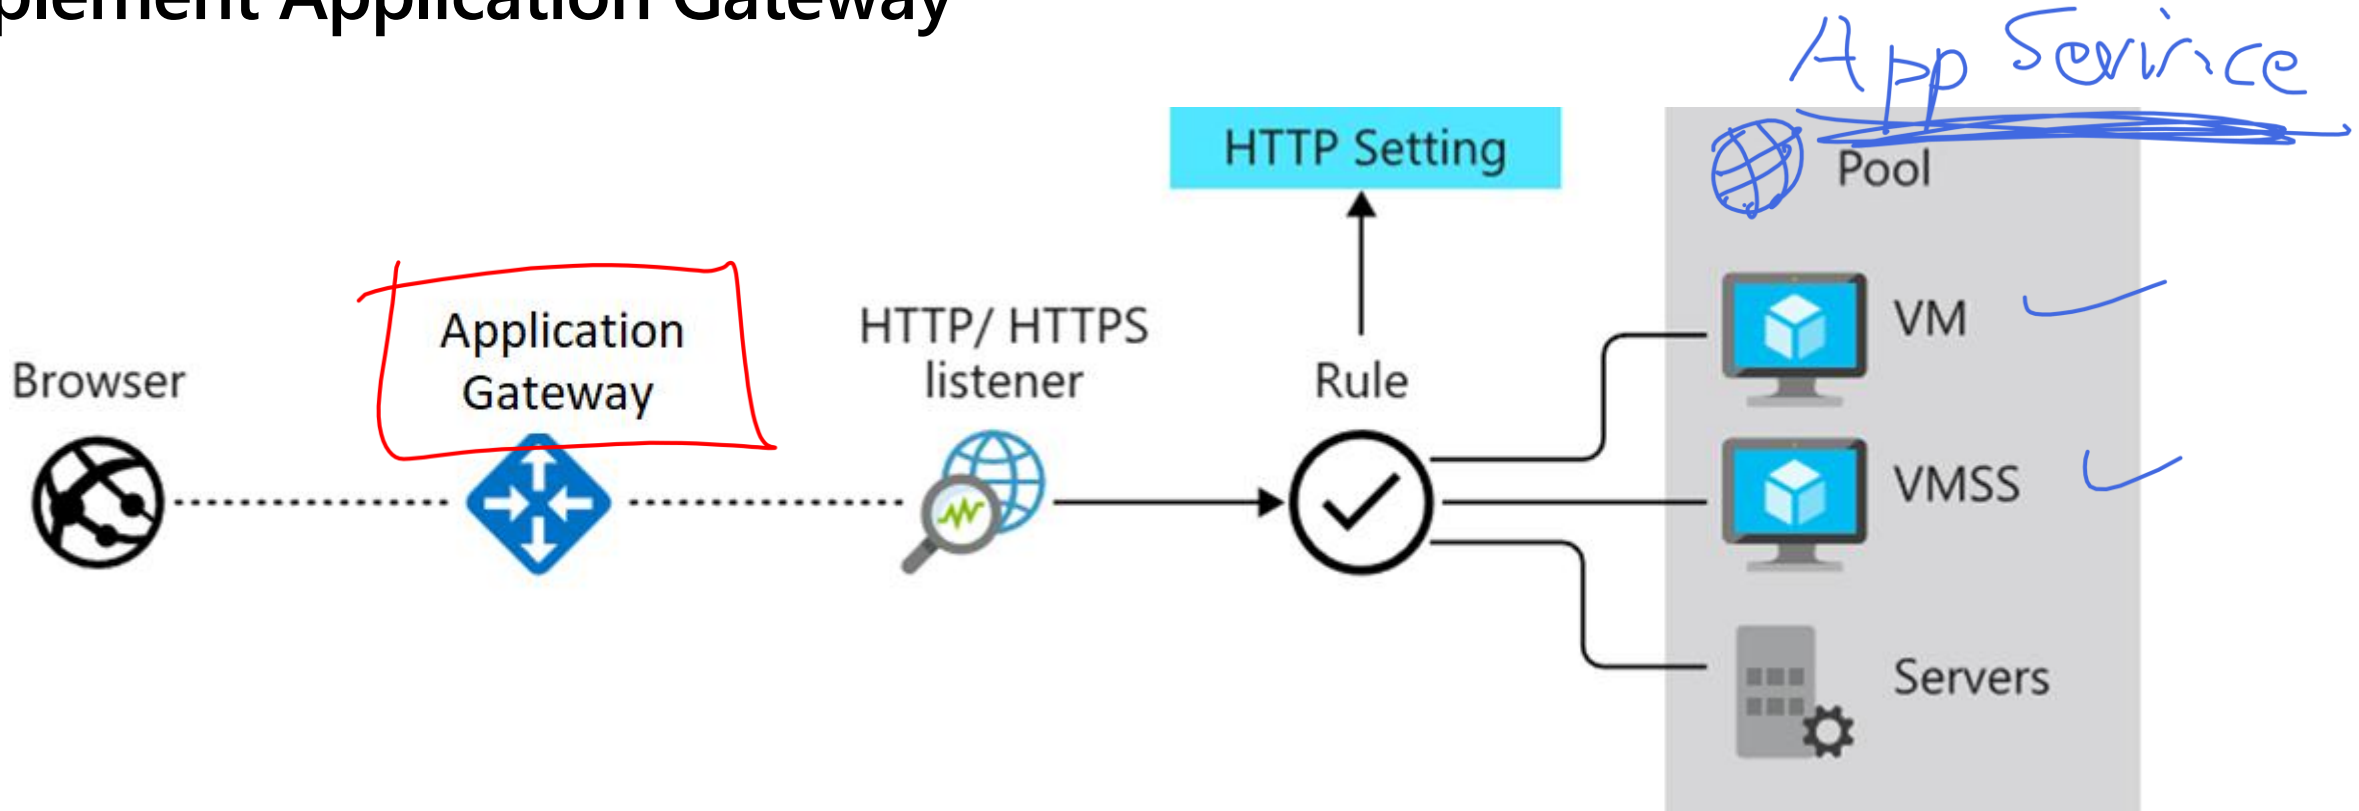 plement Application Gateway
App Service
HTTP Setting
Pool
Application
Gateway
HTTP/ HTTPS
listener
VM
Browser
Rule
VMSS
Servers